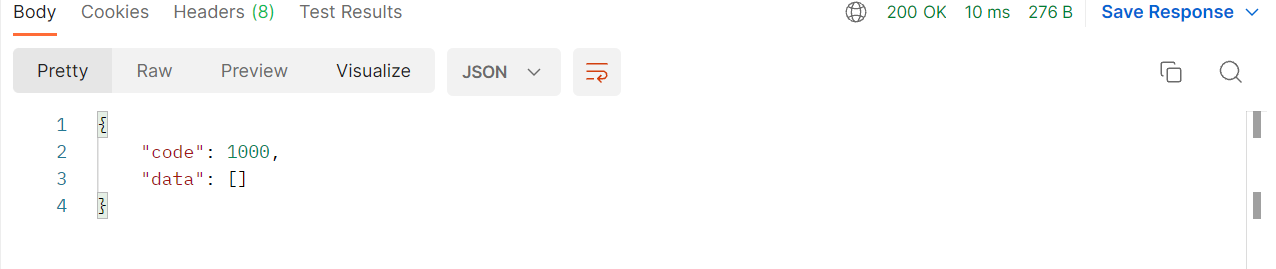 Body Cookies Headers (8) Test Results 200 OK 10 ms 276 B Save Response
Pretty Raw Preview Visualize JSON
1 {
2 "code": 1000,
3 "data": []
4 }